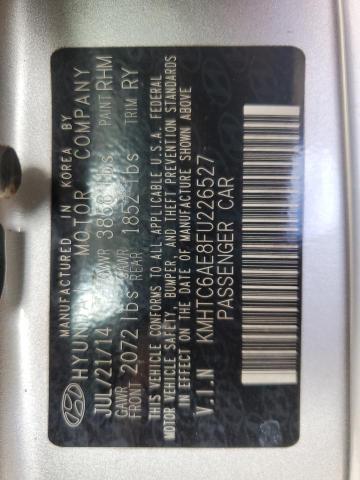 MANUFACTURED IN KOREA BY
HYUNDAI MOTOR COMPANY
JUL/21/14 GVWR lbs PAINT RHM
GAWR FRONT 2072 lbs GAWR REAR 1852 lbs TRIM RY
THIS VEHICLE CONFORMS TO ALL APPLICABLE U.S.A. FEDERAL
MOTOR VEHICLE SAFETY, BUMPER, AND THEFT PREVENTION STANDARDS
IN EFFECT ON THE DATE OF MANUFACTURE SHOWN ABOVE
V.I.N KMHTC6AE8FU226527
PASSENGER CAR